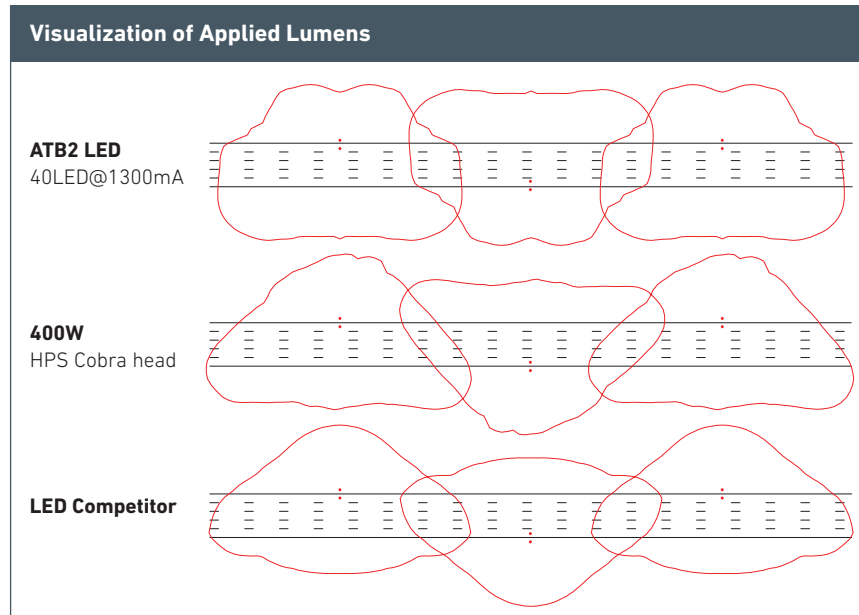 Visualization of Applied Lumens
ATB2 LED
40LED@1300mA
400W
HPS Cobra head
LED Competitor